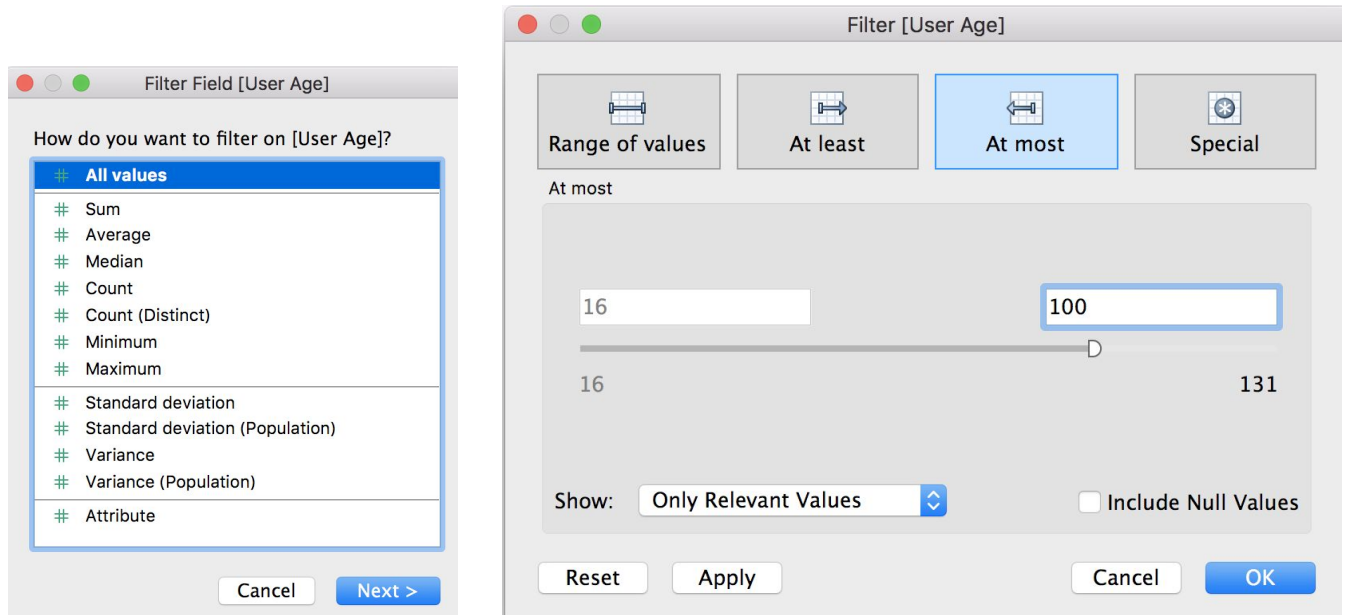 Filter Field [User Age]
How do you want to filter on [User Age]?
All values
Sum
Average
Median
Count
Count (Distinct)
Minimum
Maximum
Standard deviation
Standard deviation (Population)
Variance
Variance (Population)
Attribute
Cancel
Next >
Filter [User Age]
Range of values
At least
At most
Special
At most
16
100
16
131
Show:
Only Relevant Values
Include Null Values
Reset
Apply
Cancel
OK